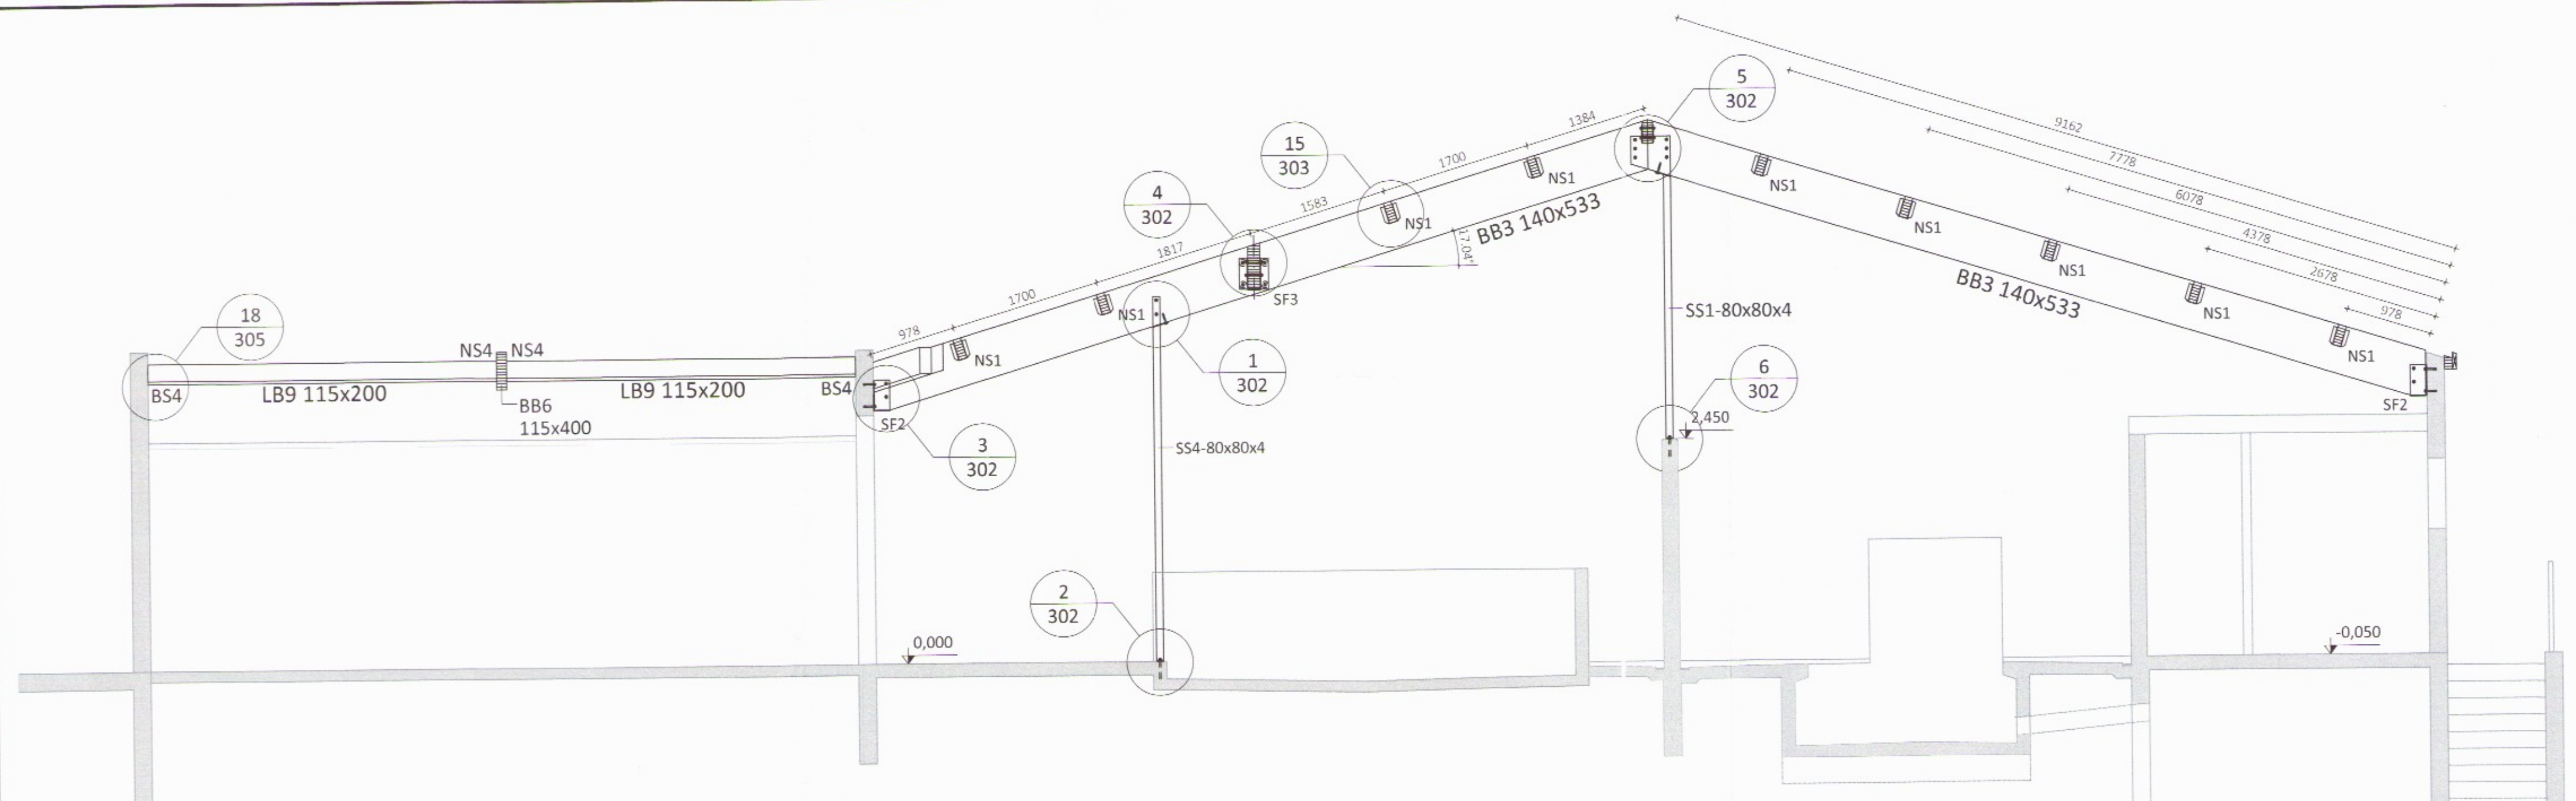 5
302
9162
7778
6078
4378
2678
978
1384
15
303
1700
NS1
NS1
4
302
1583
NS1
NS1
NS1
NS1
NS1
BB3 140x533
17.04°
BB3 140x533
1817
SF3
1700
NS1
978
NS1
SS1-80x80x4
18
305
NS4
NS4
BS4
LB9 115x200
LB9 115x200
BS4
BB6
115x400
SF2
1
302
6
302
SF2
2,450
3
302
SS4-80x80x4
2
302
0,000
-0,050